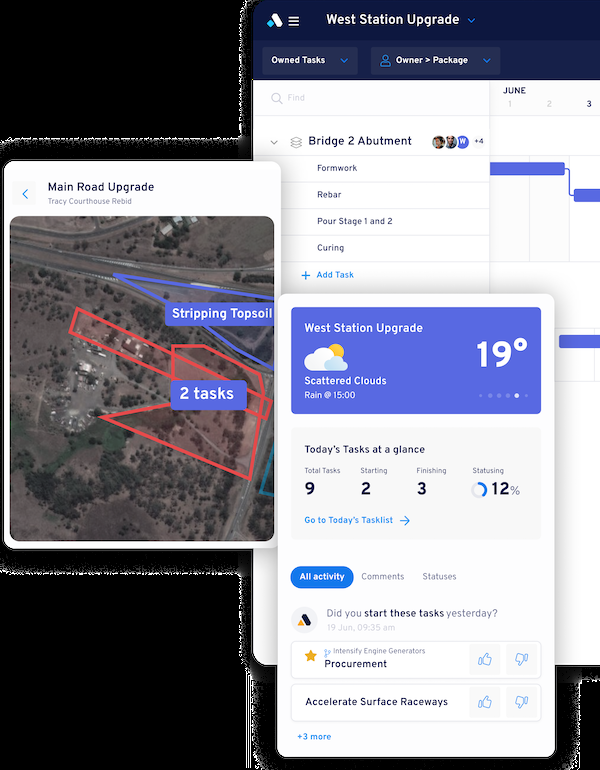 West Station Upgrade
Owned Tasks
Owner > Package
Find
JUNE
1 2 3
Bridge 2 Abutment
W +4
Formwork
Rebar
Pour Stage 1 and 2
Curing
+ Add Task
Main Road Upgrade
Tracy Courthouse Rebid
Stripping Topsoil
2 tasks
West Station Upgrade
19°
Scattered Clouds
Rain @ 15:00
Today's Tasks at a glance
Total Tasks Starting Finishing Statusing
9 2 3 12%
Go to Today's Tasklist
All activity Comments Statuses
Did you start these tasks yesterday?
19 Jun, 09:35 am
Intensify Engine Generators
Procurement
Accelerate Surface Raceways
+3 more